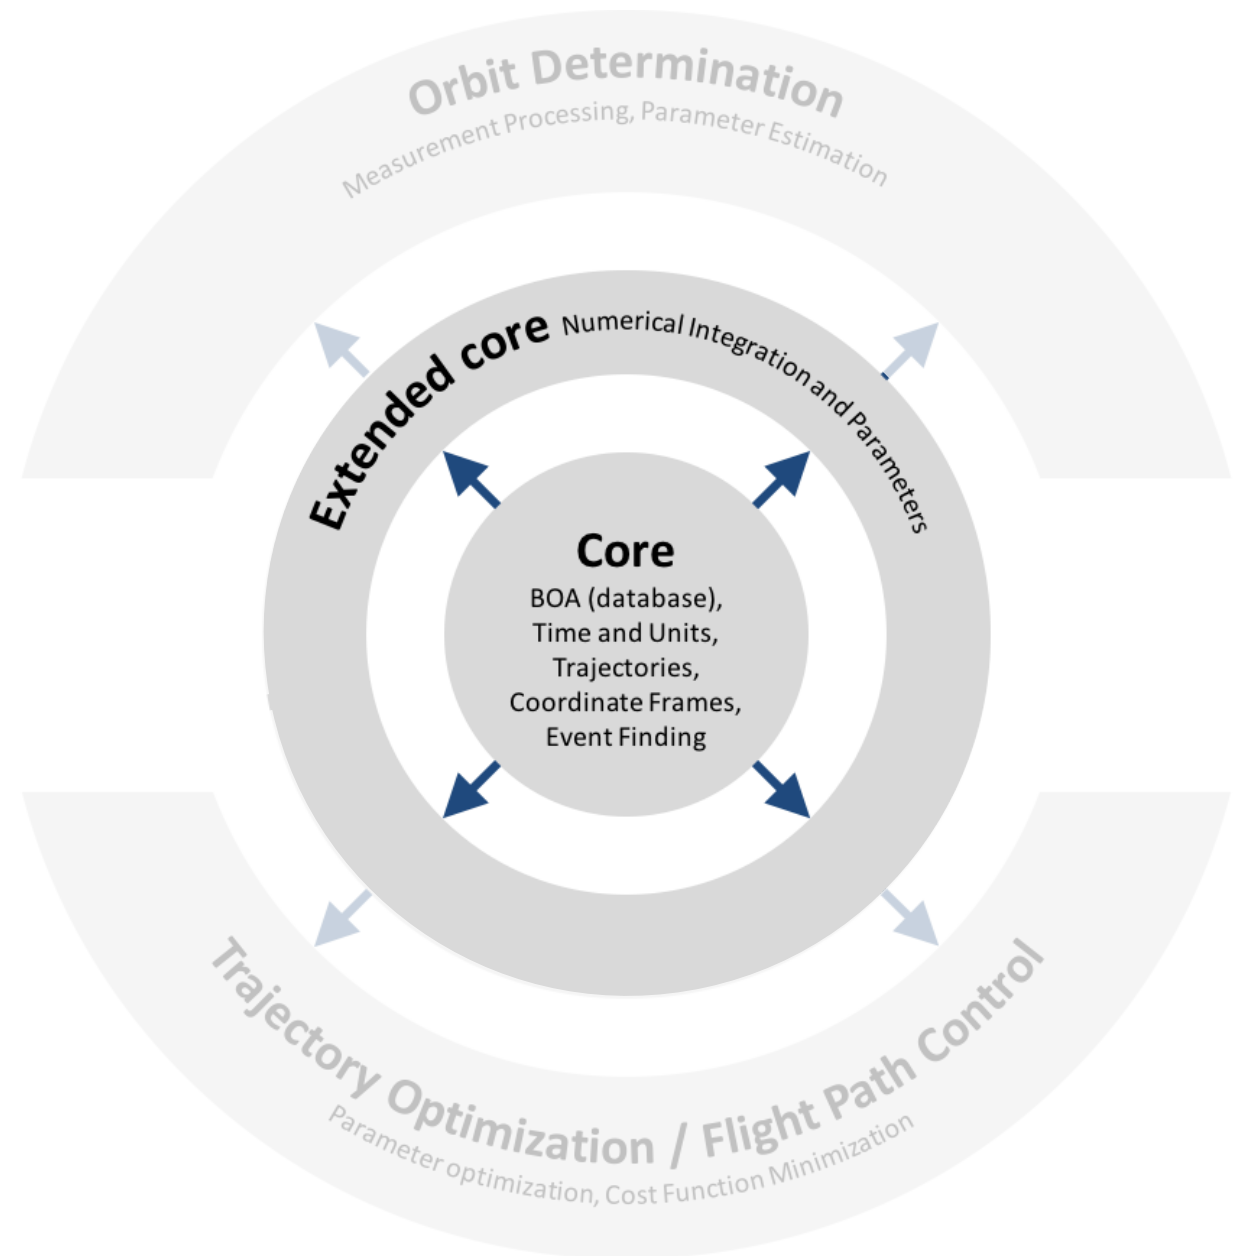 Orbit Determination
Measurement Processing, Parameter Estimation
Extended core
Numerical Integration and Parameters
Core
BOA (database),
Time and Units,
Trajectories,
Coordinate Frames,
Event Finding
Trajectory Optimization / Flight Path Control
Parameter optimization, Cost Function Minimization